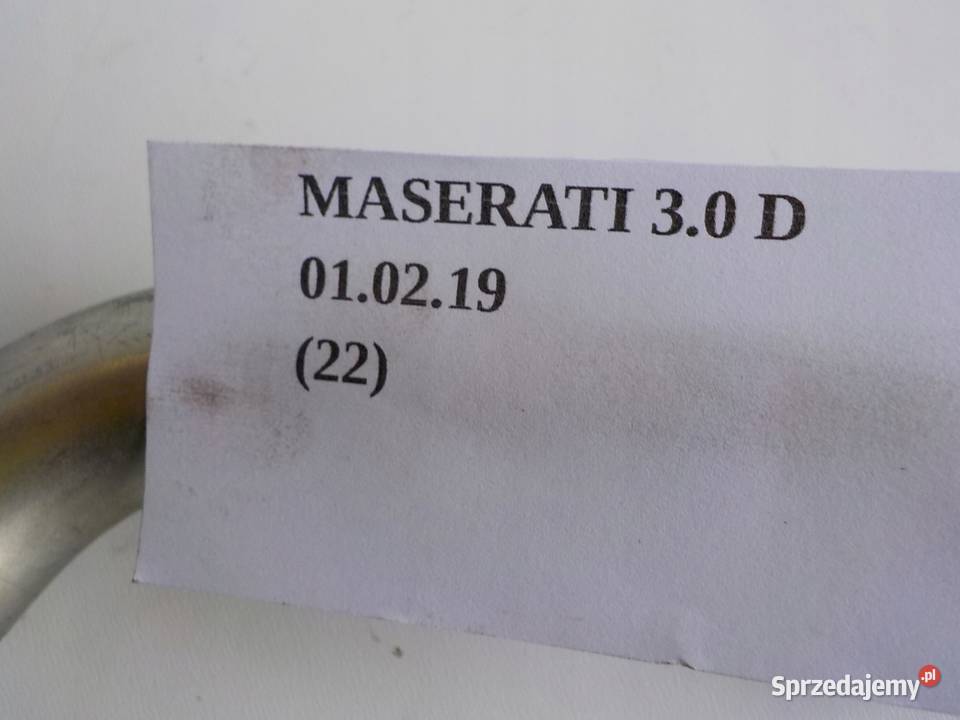 MASERATI 3.0 D
01.02.19
(22)
Sprzedajemy.pl